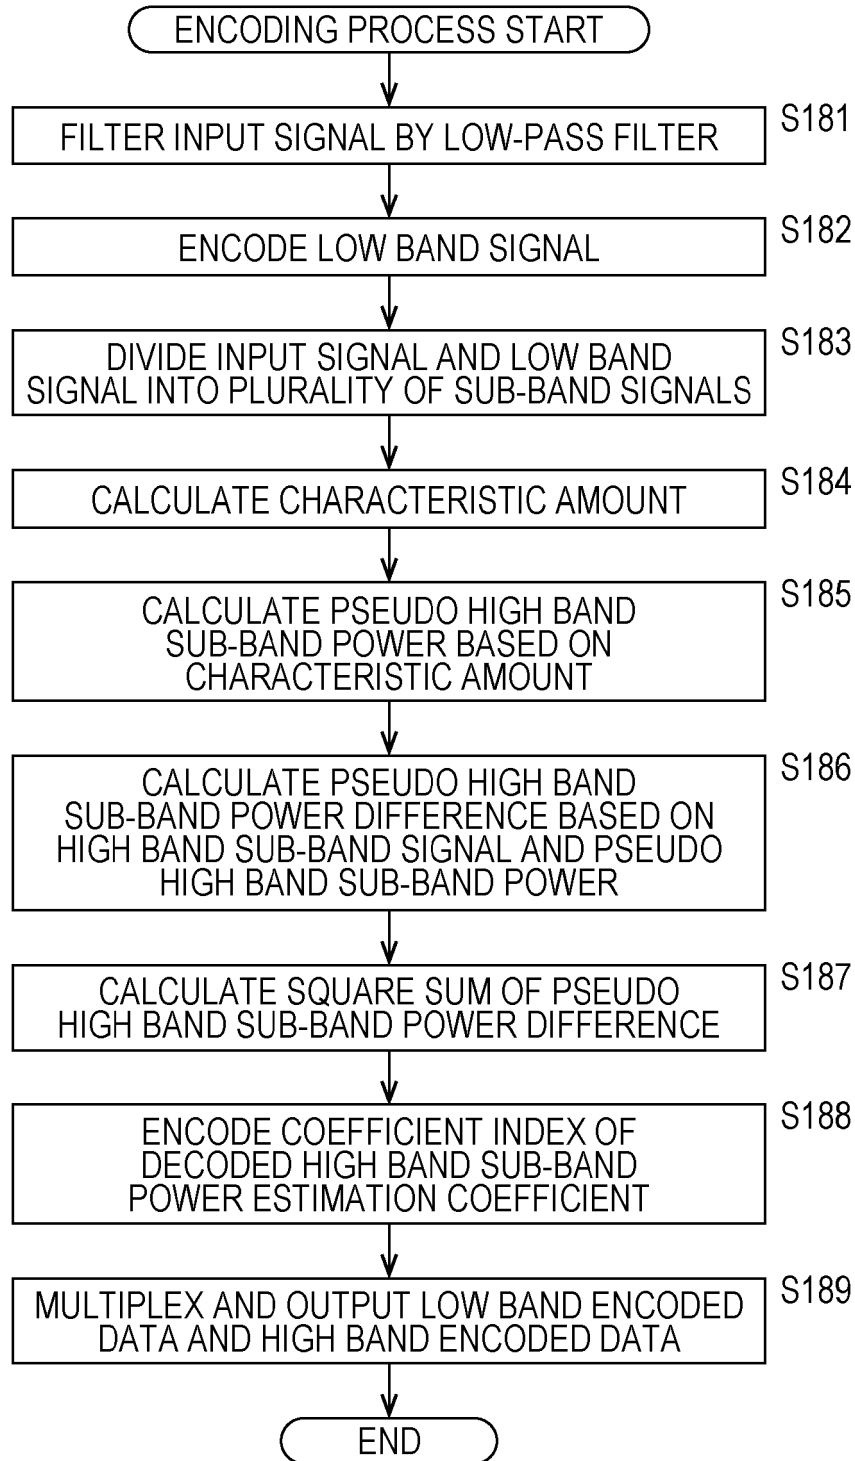 ENCODING PROCESS START
S181
FILTER INPUT SIGNAL BY LOW-PASS FILTER
S182
ENCODE LOW BAND SIGNAL
S183
DIVIDE INPUT SIGNAL AND LOW BAND
SIGNAL INTO PLURALITY OF SUB-BAND SIGNALS
S184
CALCULATE CHARACTERISTIC AMOUNT
S185
CALCULATE PSEUDO HIGH BAND
SUB-BAND POWER BASED ON
CHARACTERISTIC AMOUNT
S186
CALCULATE PSEUDO HIGH BAND
SUB-BAND POWER DIFFERENCE BASED ON
HIGH BAND SUB-BAND SIGNAL AND PSEUDO
HIGH BAND SUB-BAND POWER
S187
CALCULATE SQUARE SUM OF PSEUDO
HIGH BAND SUB-BAND POWER DIFFERENCE
S188
ENCODE COEFFICIENT INDEX OF
DECODED HIGH BAND SUB-BAND
POWER ESTIMATION COEFFICIENT
S189
MULTIPLEX AND OUTPUT LOW BAND ENCODED
DATA AND HIGH BAND ENCODED DATA
END